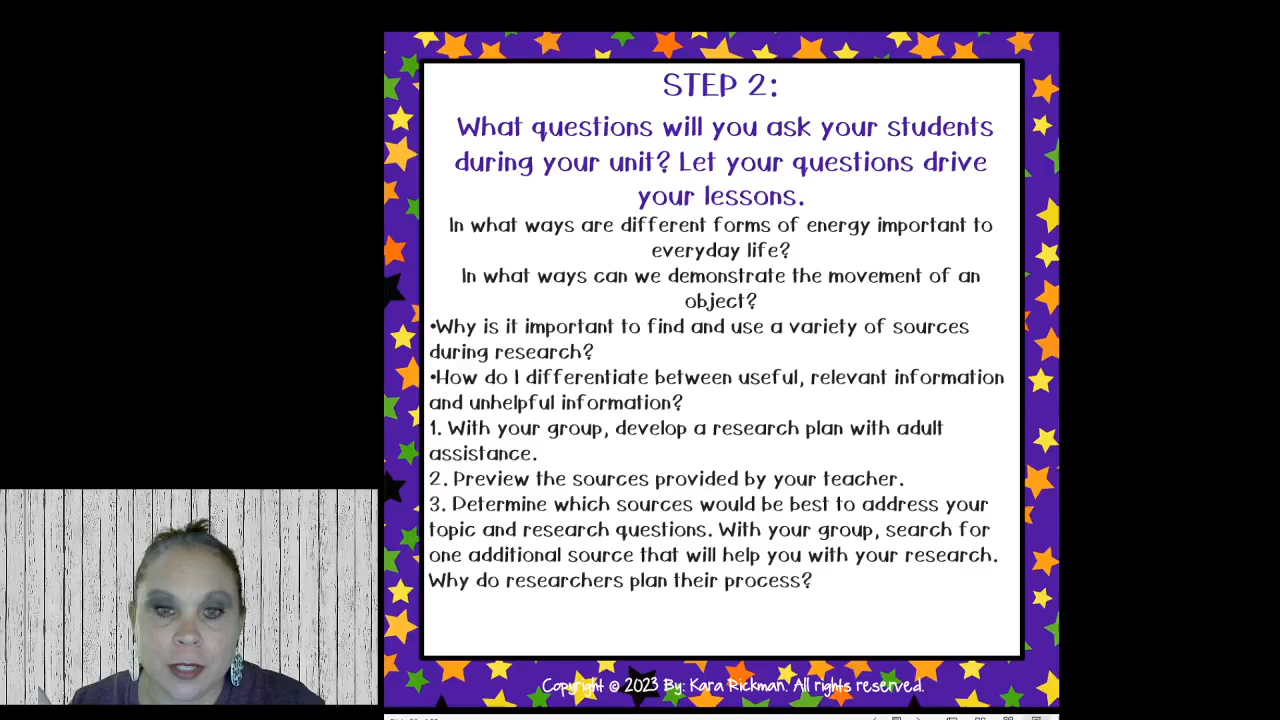 STEP 2:
What questions will you ask your students
during your unit? Let your questions drive
your lessons.
In what ways are different forms of energy important to
everyday life?
In what ways can we demonstrate the movement of an
object?
•Why is it important to find and use a variety of sources
during research?
•How do I differentiate between useful, relevant information
and unhelpful information?
1. With your group, develop a research plan with adult
assistance.
2. Preview the sources provided by your teacher.
3. Determine which sources would be best to address your
topic and research questions. With your group, search for
one additional source that will help you with your research.
Why do researchers plan their process?
Copyright © 2023 By: Kara Rickman. All rights reserved.